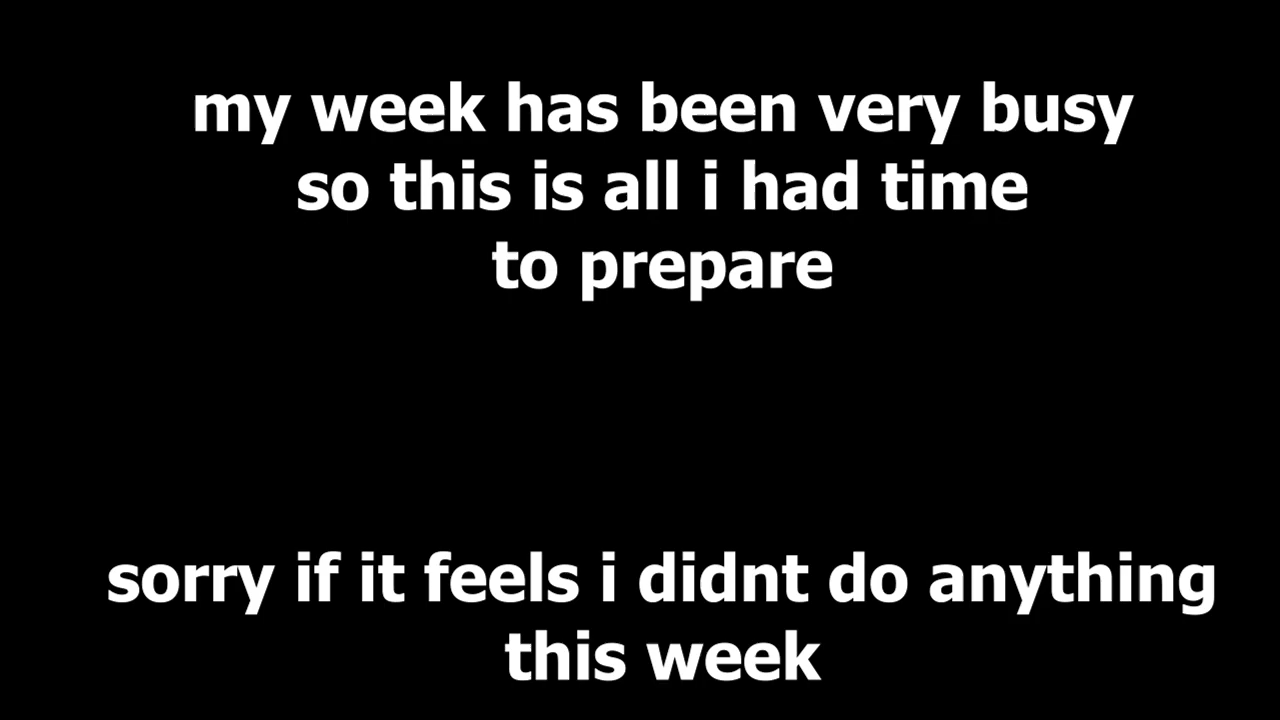 my week has been very busy
so this is all i had time
to prepare
sorry if it feels i didnt do anything
this week